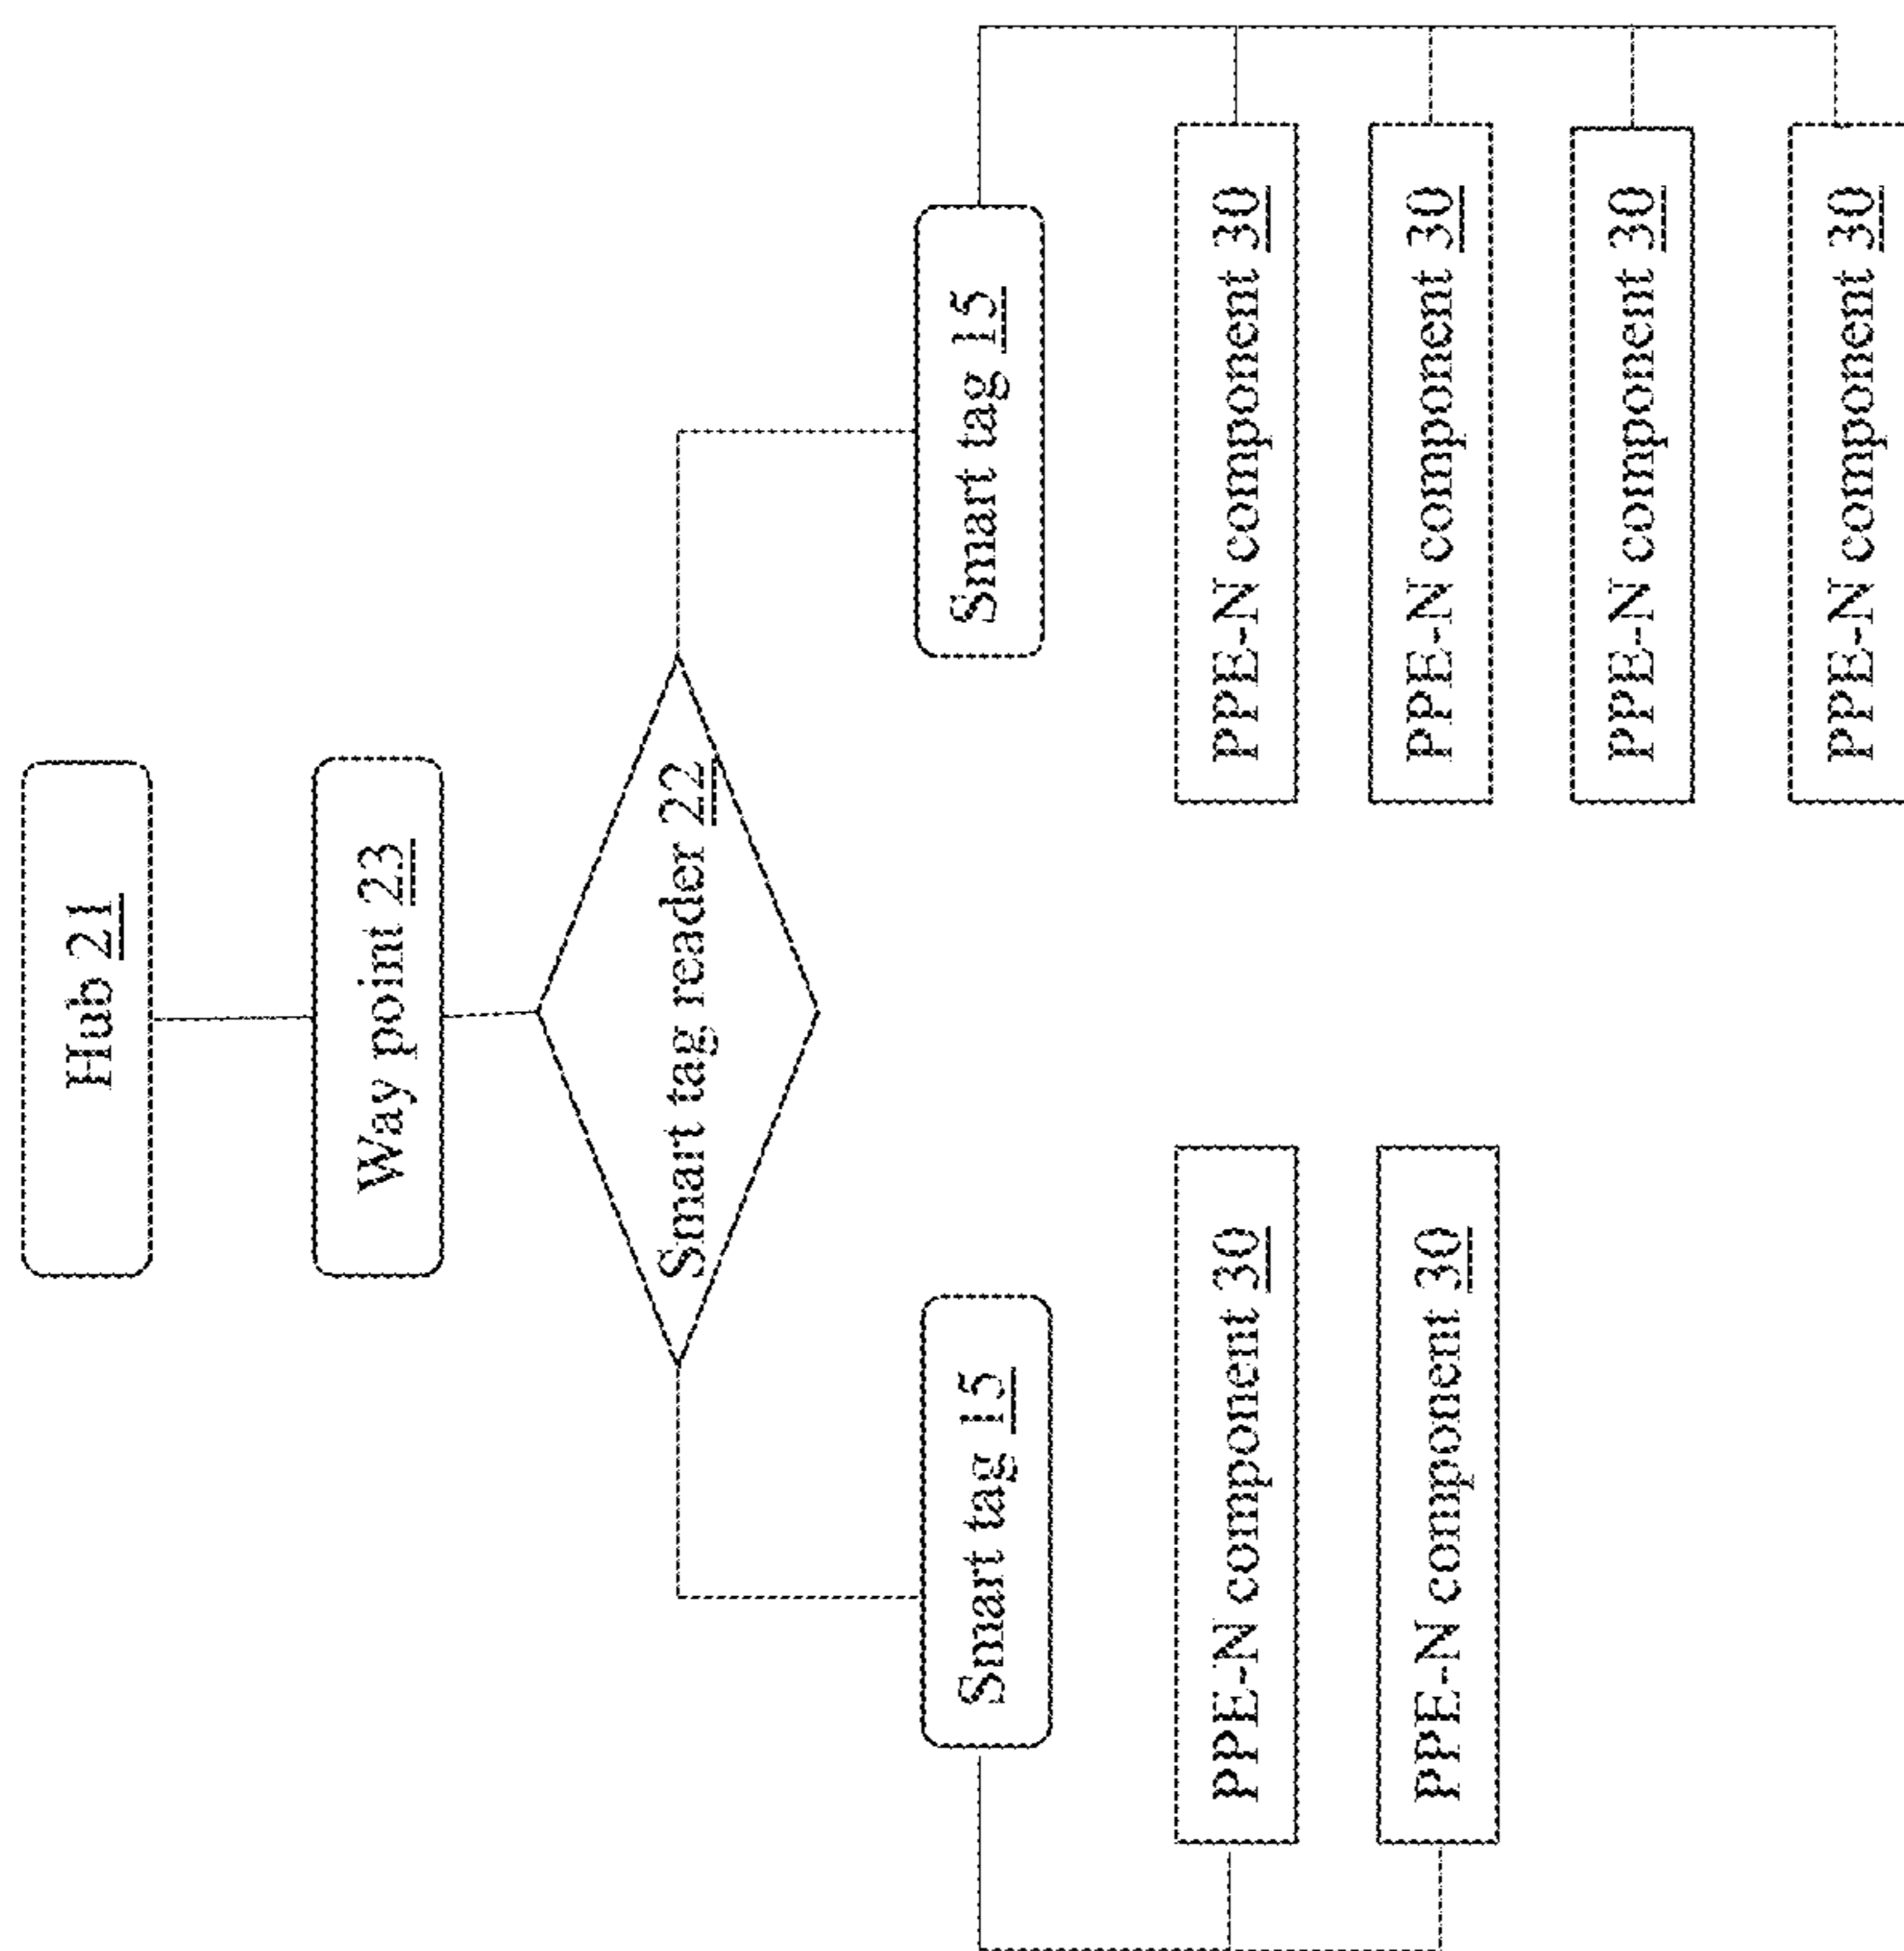 Hub 21
Way point 23
Smart tag reader 22
Smart tag 15
Smart tag 15
PPE-N component 30
PPE-N component 30
PPE-N component 30
PPE-N component 30
PPE-N component 30
PPE-N component 30